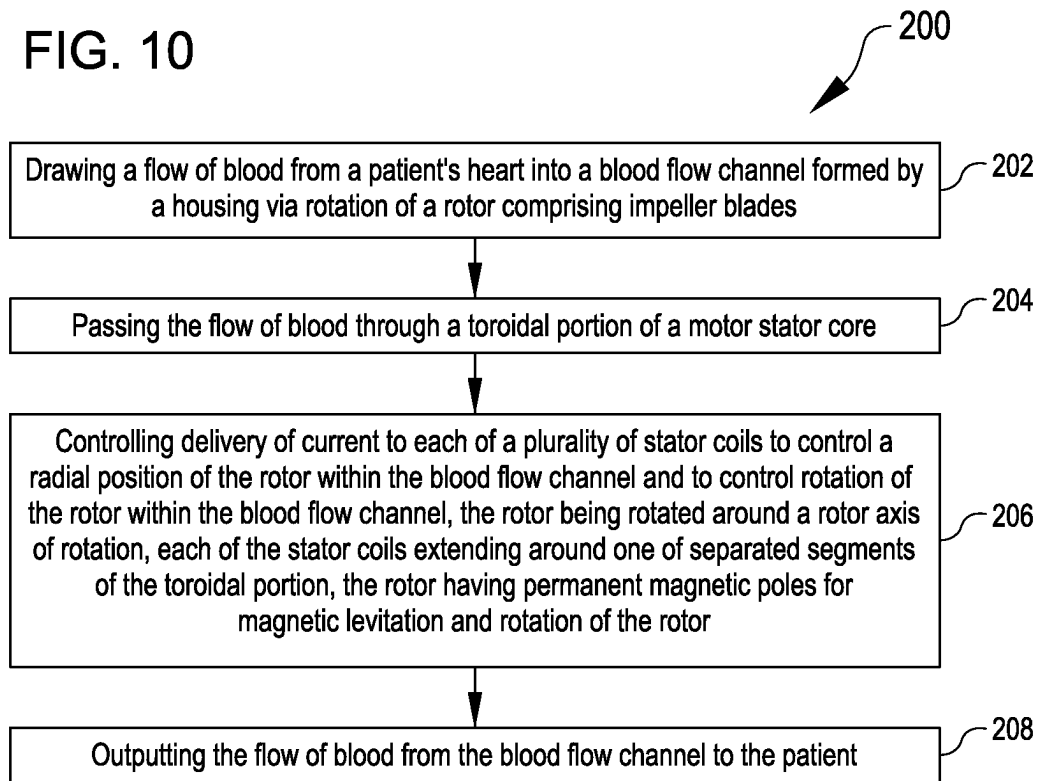 FIG. 10
200
Drawing a flow of blood from a patient's heart into a blood flow channel formed by
a housing via rotation of a rotor comprising impeller blades
202
Passing the flow of blood through a toroidal portion of a motor stator core
204
Controlling delivery of current to each of a plurality of stator coils to control a
radial position of the rotor within the blood flow channel and to control rotation of
the rotor within the blood flow channel, the rotor being rotated around a rotor axis
of rotation, each of the stator coils extending around one of separated segments
of the toroidal portion, the rotor having permanent magnetic poles for
magnetic levitation and rotation of the rotor
206
Outputting the flow of blood from the blood flow channel to the patient
208